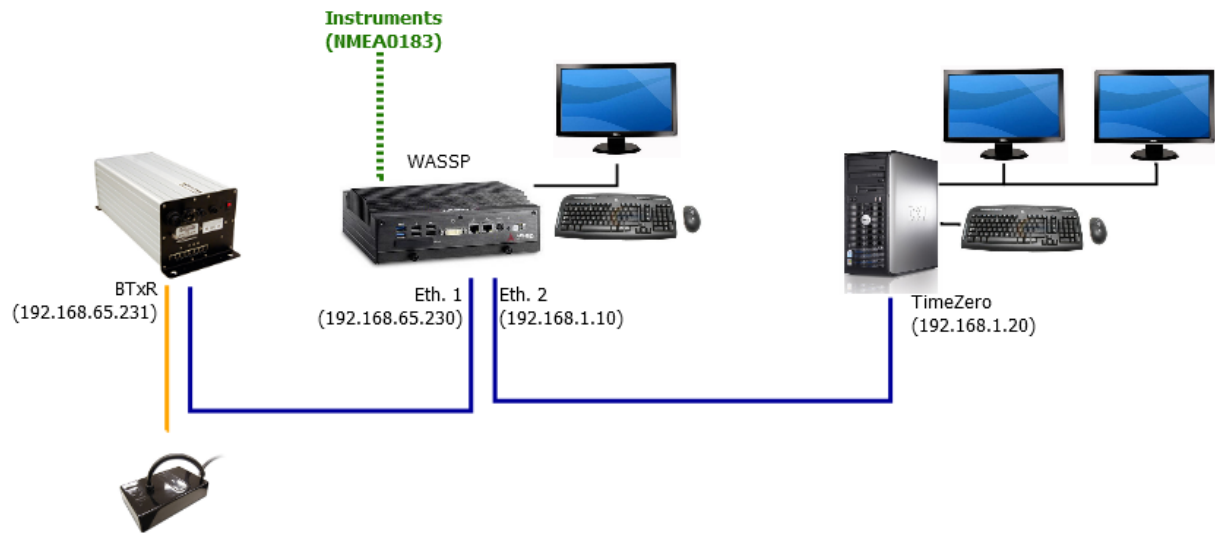 Instruments
(NMEA0183)
WASSP
BTxR
(192.168.65.231)
Eth. 1
(192.168.65.230)
Eth. 2
(192.168.1.10)
TimeZero
(192.168.1.20)